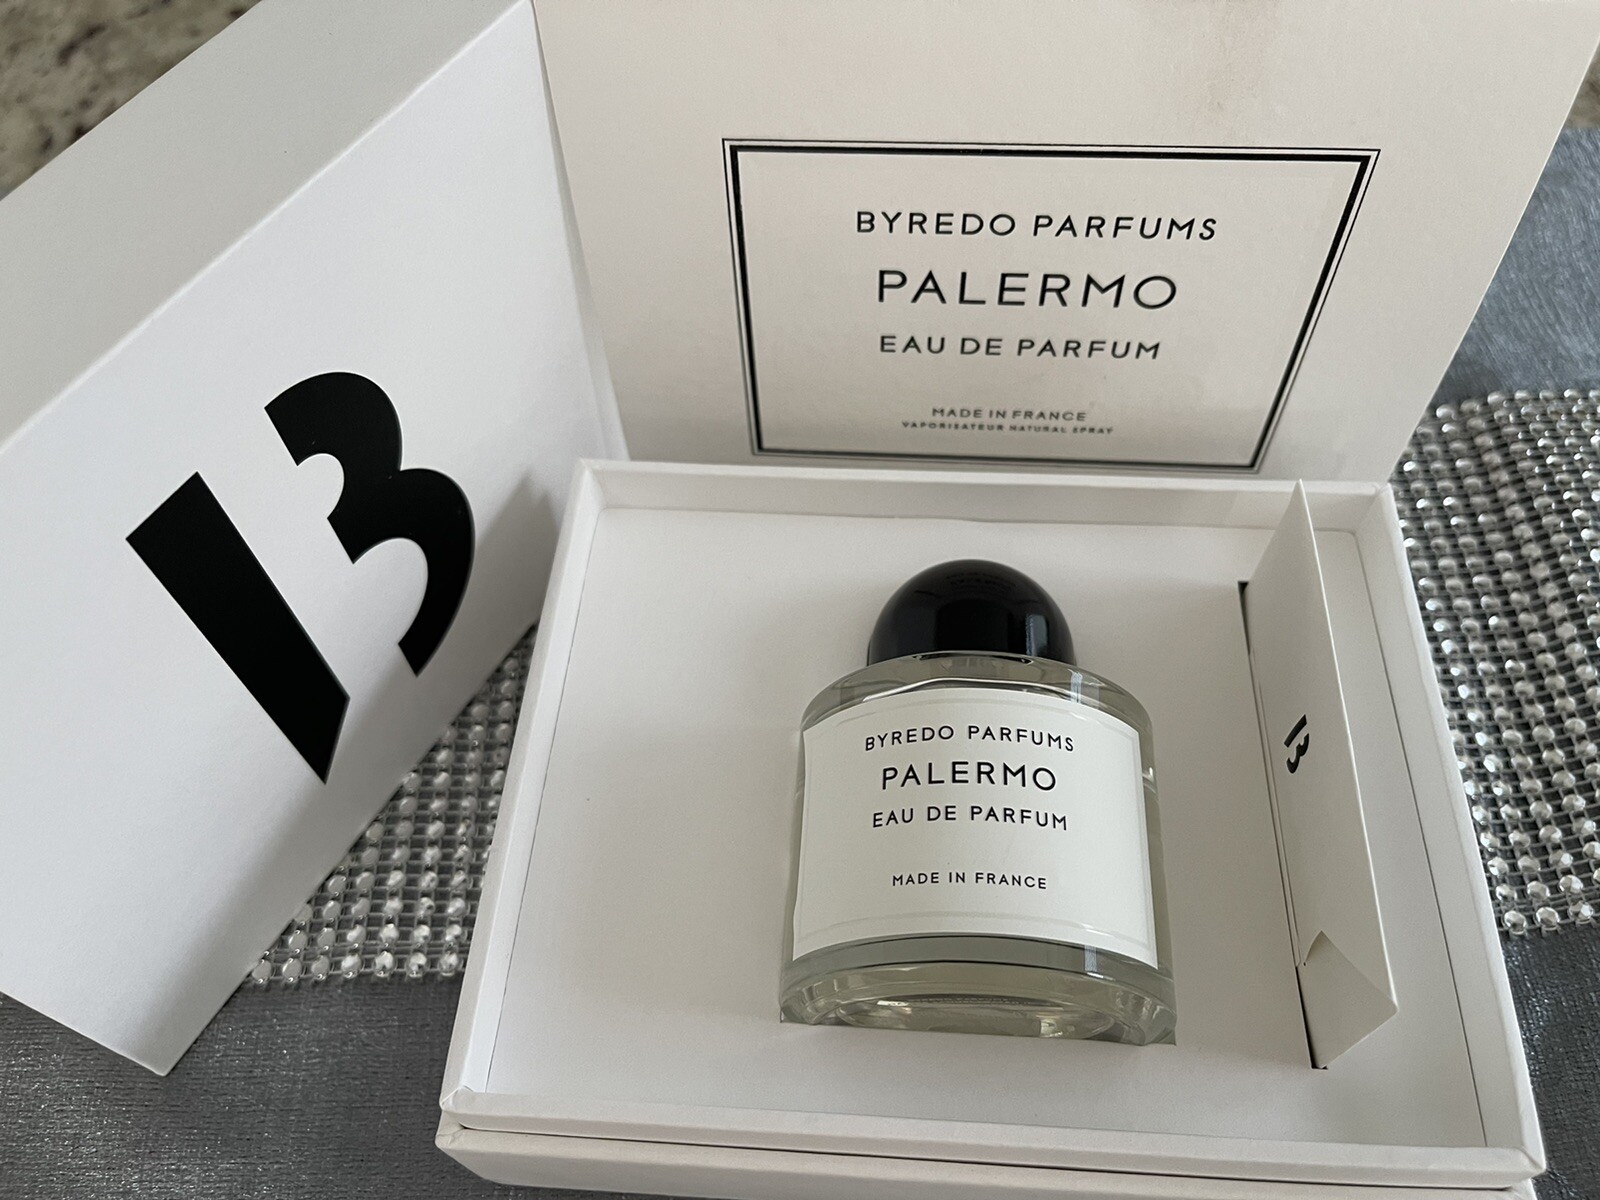 B
BYREDO PARFUMS
PALERMO
EAU DE PARFUM
MADE IN FRANCE
VAPORISATEUR NATURAL SPRAY
BYREDO PARFUMS
PALERMO
EAU DE PARFUM
MADE IN FRANCE
B